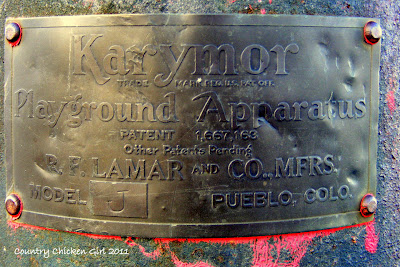 Karymor
TRADE MARK REG. U.S. PAT. OFF.
Playground Apparatus
PATENT 1,667,163
Other Patents Pending
R. F. LAMAR AND CO., MFRS.
MODEL J PUEBLO, COLO.
Country Chicken Girl 2011